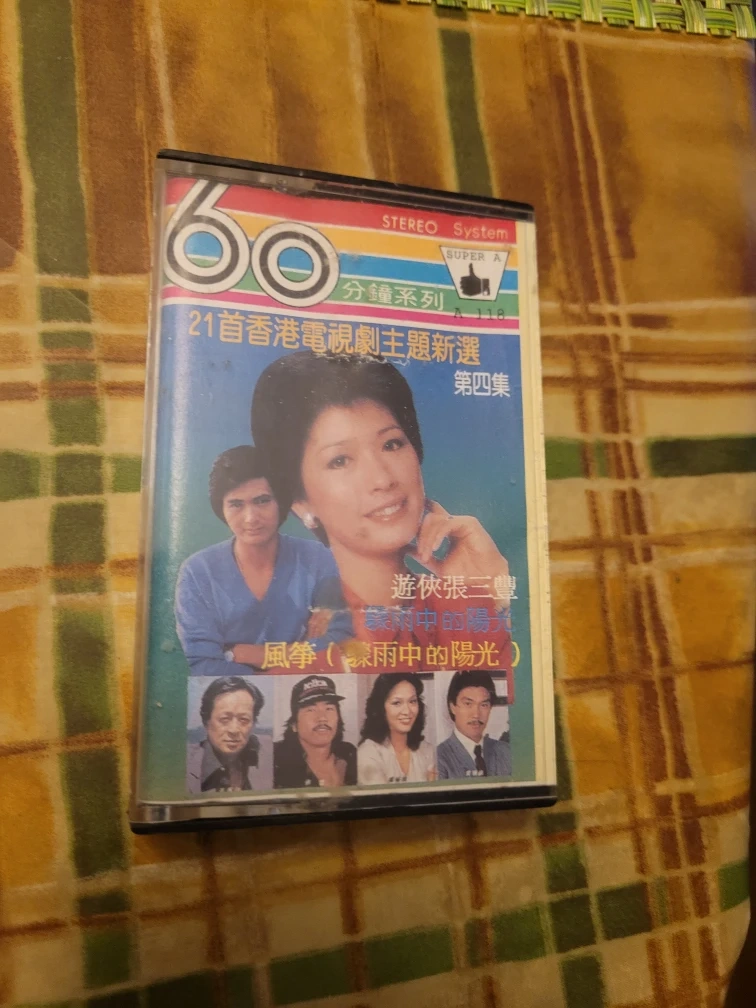 60
STEREO System
SUPER A
分鐘系列
A 118
21首香港電視劇主題新選
第四集
遊俠張三豐
驟雨中的陽光
風箏(驟雨中的陽光)